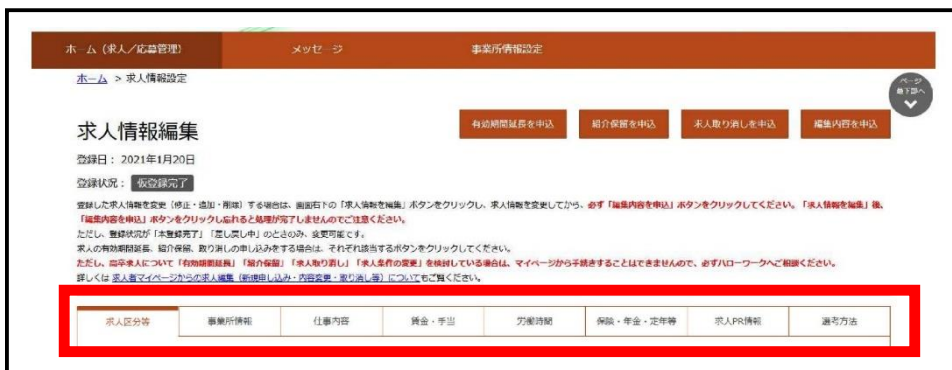 ホーム（求人／応募管理） メッセージ 事業所情報設定
ホーム > 求人情報設定
ページ
最下部へ
求人情報編集
有効期間延長を申込 紹介保留を申込 求人取り消しを申込 編集内容を申込
登録日： 2021年1月20日
登録状況： 仮登録完了
登録した求人情報を変更（修正・追加・削除）する場合は、画面右下の「求人情報を編集」ボタンをクリックし、求人情報を変更してから、必ず「編集内容を申込」ボタンをクリックしてください。「求人情報を編集」後、
「編集内容を申込」ボタンをクリックし忘れると処理が完了しませんのでご注意ください。
ただし、登録状況が「本登録完了」「差し戻し中」のときのみ、変更可能です。
求人の有効期間延長、紹介保留、取り消しの申し込みをする場合は、それぞれ該当するボタンをクリックしてください。
ただし、高卒求人について「有効期間延長」「紹介保留」「求人取り消し」「求人条件の変更」を検討している場合は、マイページから手続きすることはできませんので、必ずハローワークへご相談ください。
詳しくは 求人者マイページからの求人編集（新規申し込み・内容変更・取り消し等）についてもご覧ください。
求人区分等 事業所情報 仕事内容 賃金・手当 労働時間 保険・年金・定年等 求人PR情報 選考方法